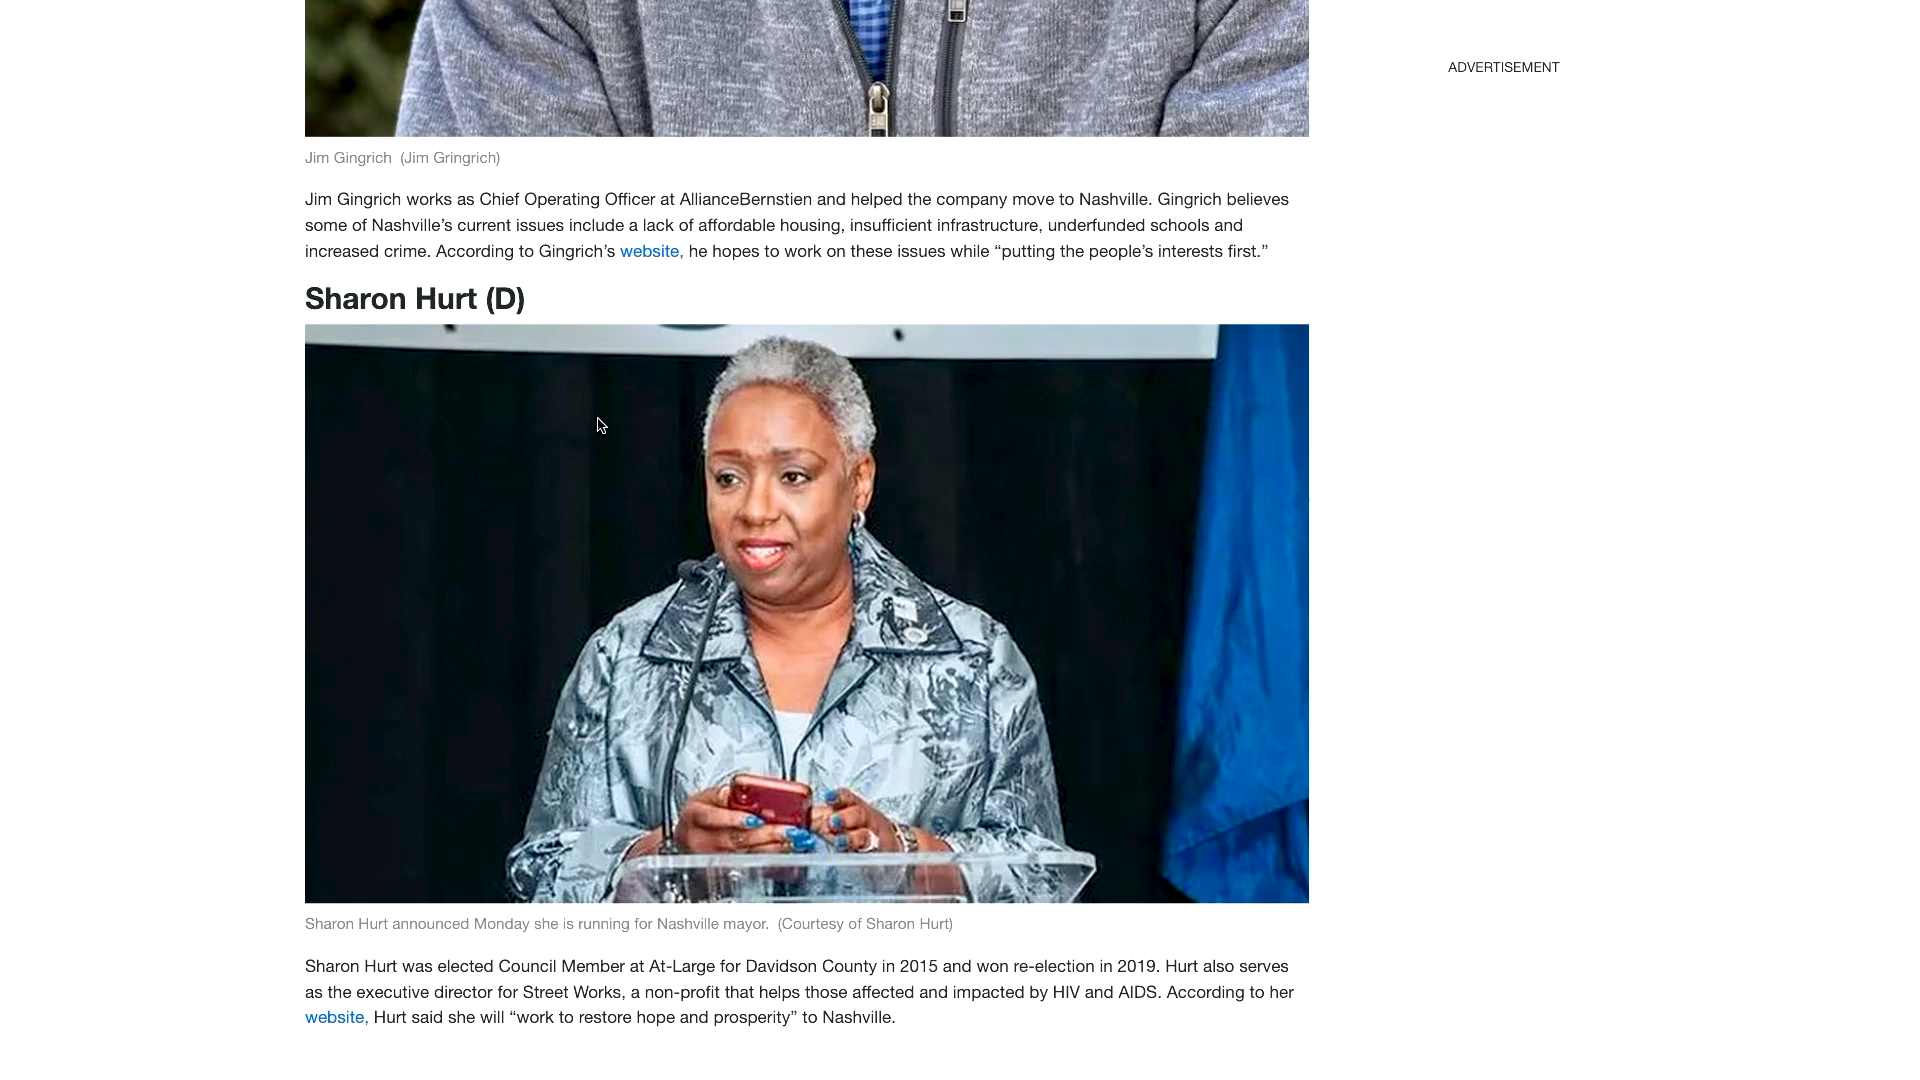 ADVERTISEMENT
Jim Gingrich  (Jim Gringrich)
Jim Gingrich works as Chief Operating Officer at AllianceBernstien and helped the company move to Nashville. Gingrich believes
some of Nashville’s current issues include a lack of affordable housing, insufficient infrastructure, underfunded schools and
increased crime. According to Gingrich’s website, he hopes to work on these issues while “putting the people’s interests first.”
Sharon Hurt (D)
Sharon Hurt announced Monday she is running for Nashville mayor.  (Courtesy of Sharon Hurt)
Sharon Hurt was elected Council Member at At-Large for Davidson County in 2015 and won re-election in 2019. Hurt also serves
as the executive director for Street Works, a non-profit that helps those affected and impacted by HIV and AIDS. According to her
website, Hurt said she will “work to restore hope and prosperity” to Nashville.